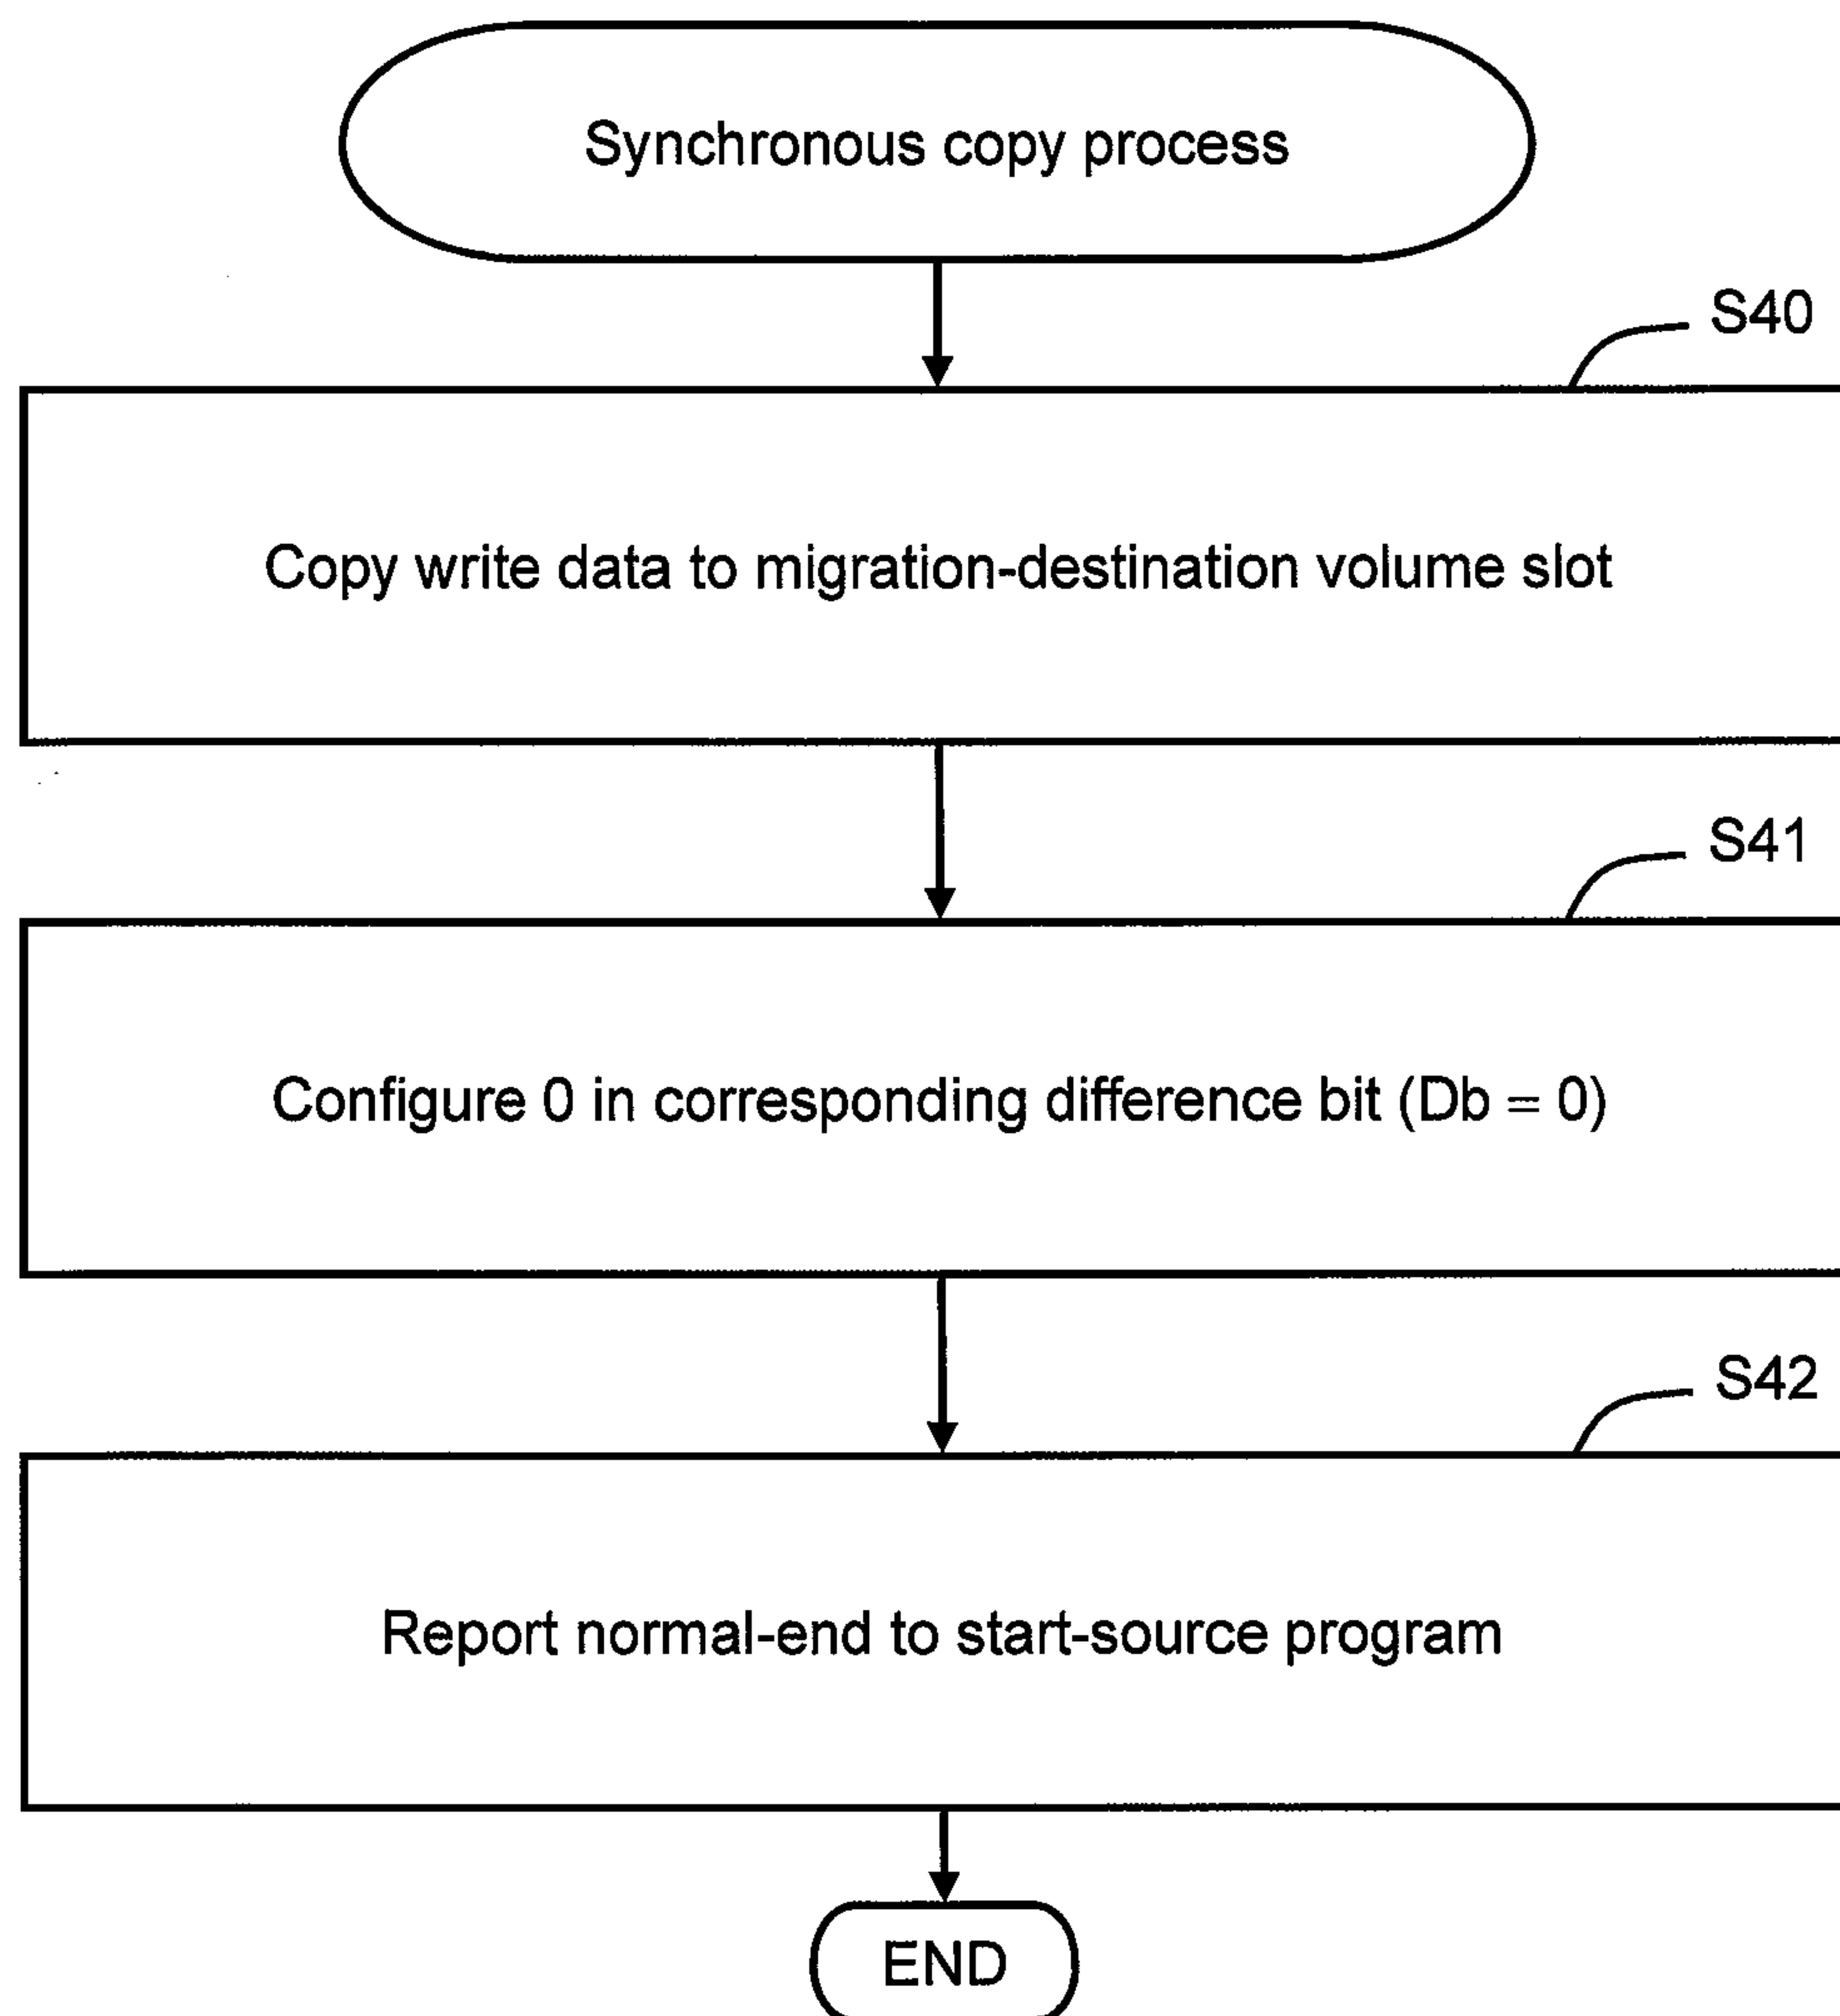 Synchronous copy process
S40
Copy write data to migration-destination volume slot
S41
Configure 0 in corresponding difference bit (Db = 0)
S42
Report normal-end to start-source program
END